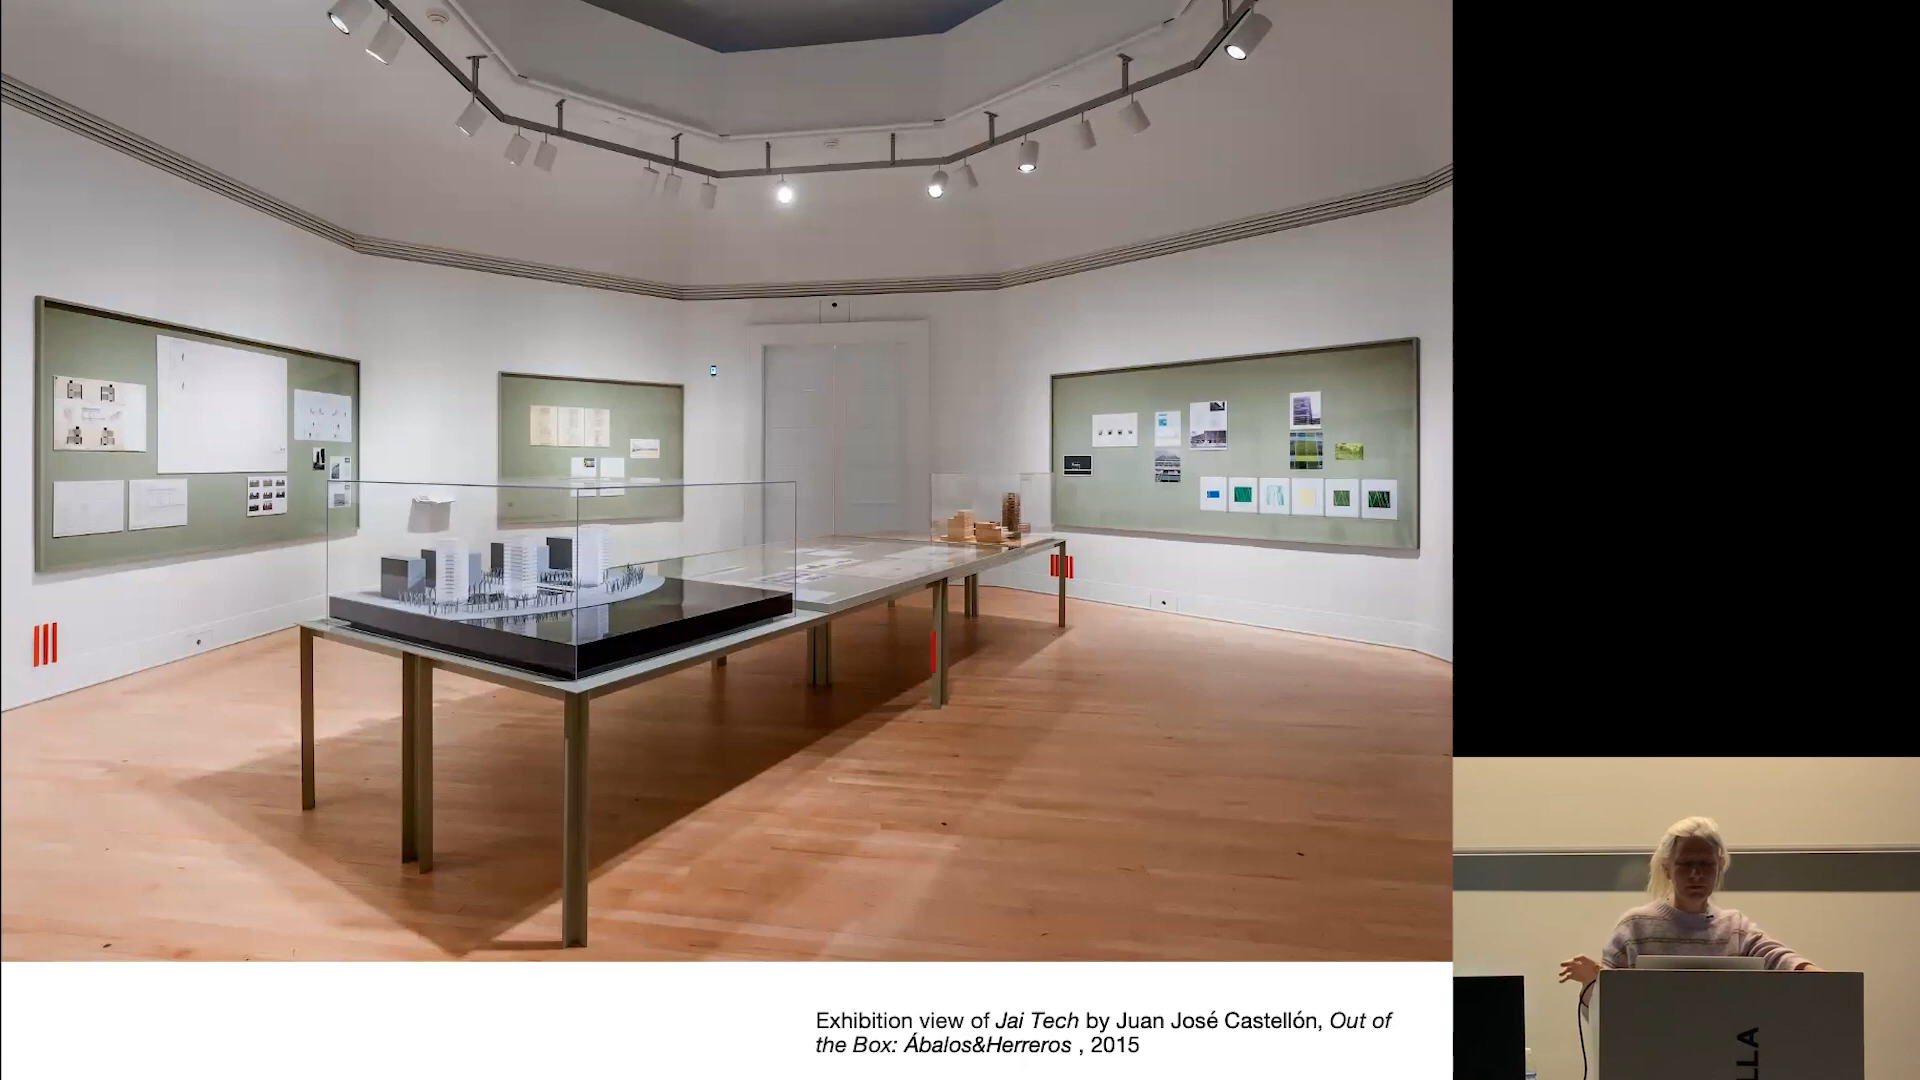 Exhibition view of Jai Tech by Juan José Castellón, Out of
the Box: Ábalos&Herreros , 2015
LLA